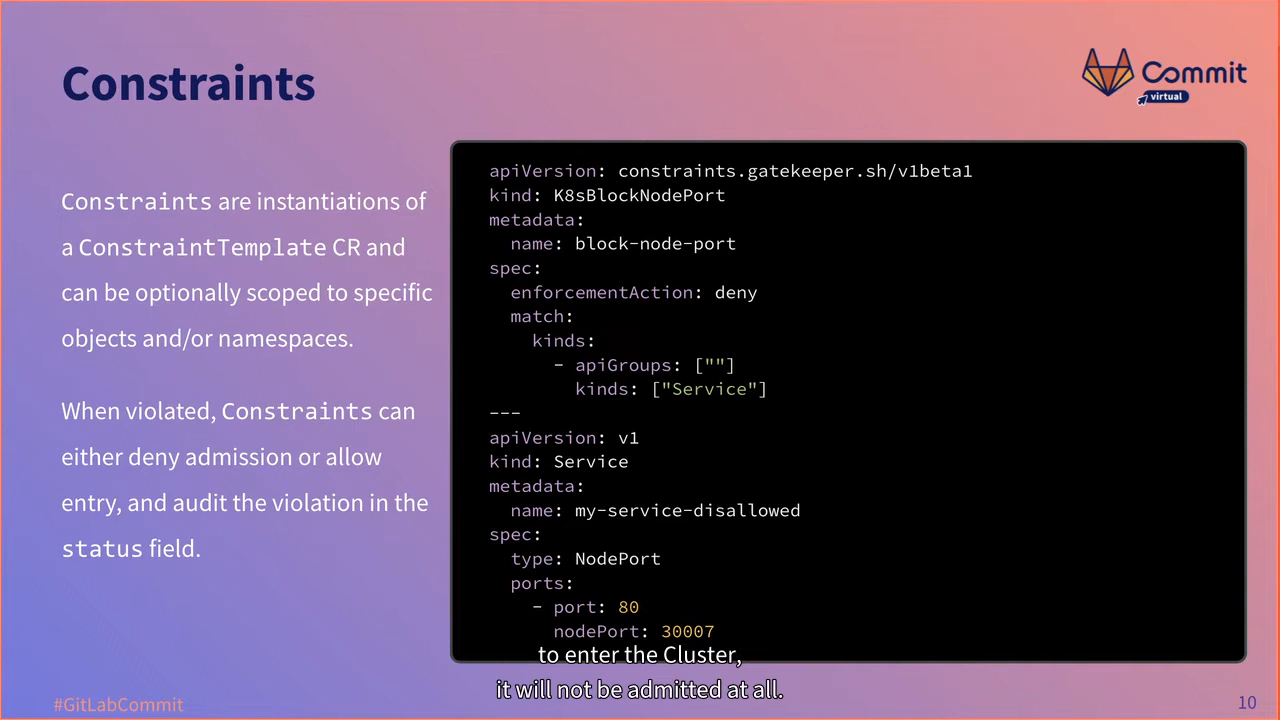 Constraints
Commit
virtual
Constraints are instantiations of
a ConstraintTemplate CR and
can be optionally scoped to specific
objects and/or namespaces.
When violated, Constraints can
either deny admission or allow
entry, and audit the violation in the
status field.
apiVersion: constraints.gatekeeper.sh/v1beta1
kind: K8sBlockNodePort
metadata:
  name: block-node-port
spec:
  enforcementAction: deny
  match:
    kinds:
      - apiGroups: [""]
        kinds: ["Service"]
---
apiVersion: v1
kind: Service
metadata:
  name: my-service-disallowed
spec:
  type: NodePort
  ports:
    - port: 80
      nodePort: 30007
to enter the Cluster,
it will not be admitted at all.
#GitLabCommit
10